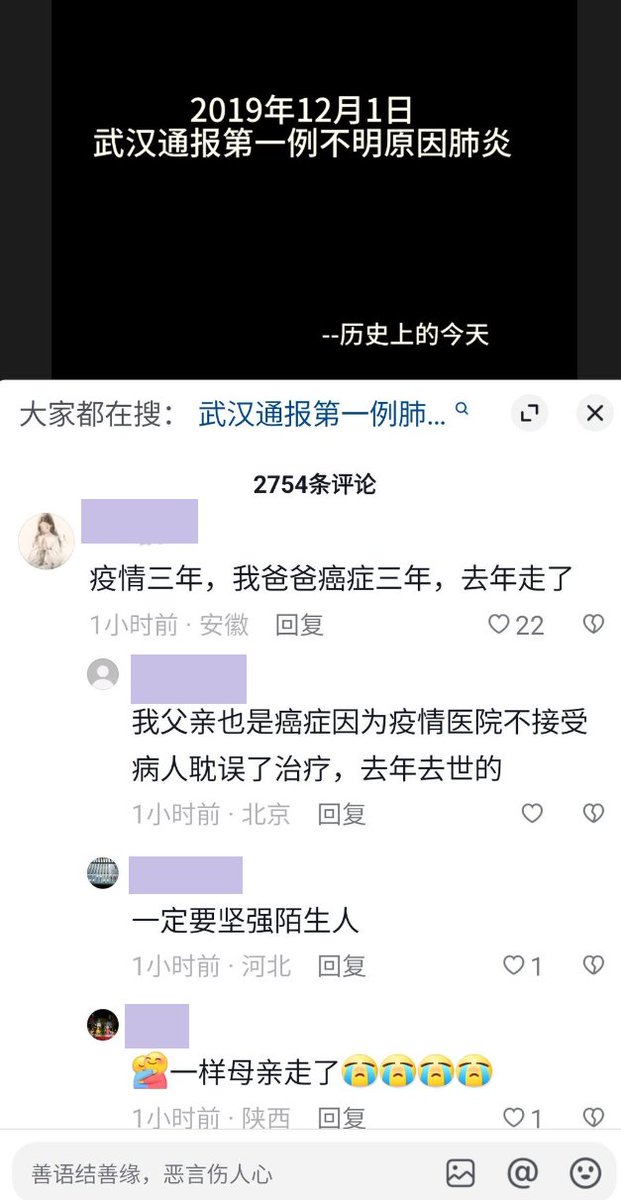 2019年12月1日
武汉通报第一例不明原因肺炎
--历史上的今天
大家都在搜： 武汉通报第一例肺...
2754条评论
疫情三年，我爸爸癌症三年，去年走了
1小时前 · 安徽 回复 22
我父亲也是癌症因为疫情医院不接受
病人耽误了治疗，去年去世的
1小时前 · 北京 回复
一定要坚强陌生人
1小时前 · 河北 回复 1
🥰一样母亲走了😭😭😭😭
1小时前 · 陕西 回复 1
善语结善缘，恶言伤人心